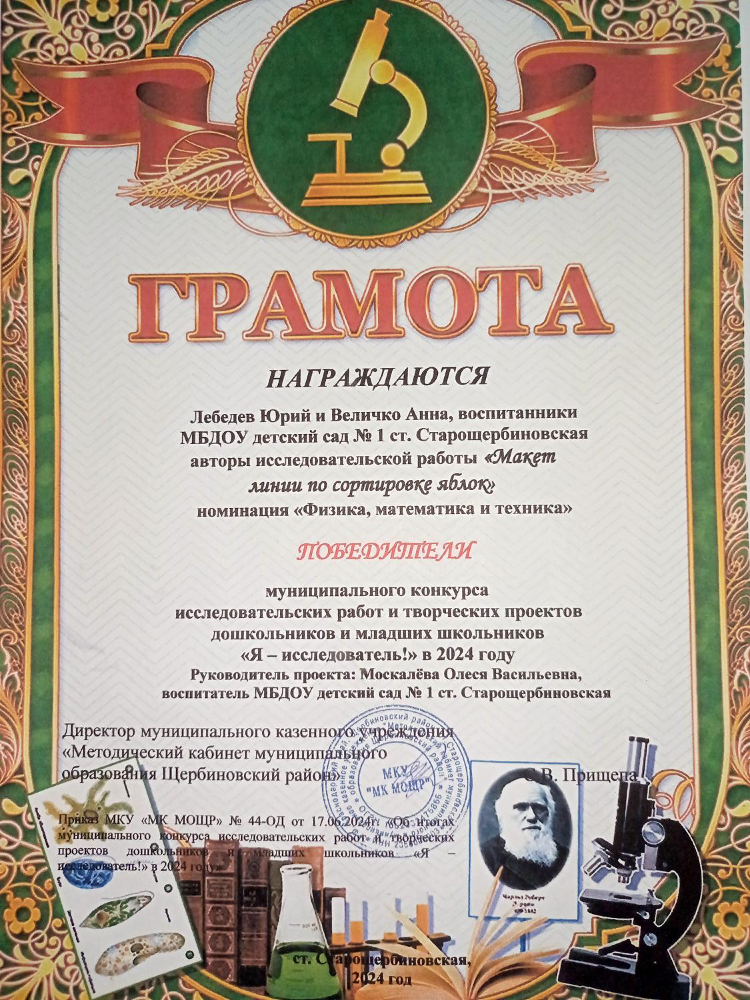 ГРАМОТА
НАГРАЖДАЮТСЯ
Лебедев Юрий и Величко Анна, воспитанники
МБДОУ детский сад № 1 ст. Старощербиновская
авторы исследовательской работы «Макет
линии по сортировке яблок»
номинация «Физика, математика и техника»
ПОБЕДИТЕЛИ
муниципального конкурса
исследовательских работ и творческих проектов
дошкольников и младших школьников
«Я – исследователь!» в 2024 году
Руководитель проекта: Москалёва Олеся Васильевна,
воспитатель МБДОУ детский сад № 1 ст. Старощербиновская
Директор муниципального казенного учреждения
«Методический кабинет муниципального
образования Щербиновский район»
С.В. Прищепа
МКУ
"МК МОЩР"
Приказ МКУ «МК МОЩР» № 44-ОД от 17.06.2024г. «Об итогах
муниципального конкурса исследовательских работ и творческих
проектов дошкольников и младших школьников «Я –
исследователь!» в 2024 году»
Чарльз Роберт
ст. Старощербиновская,
2024 год